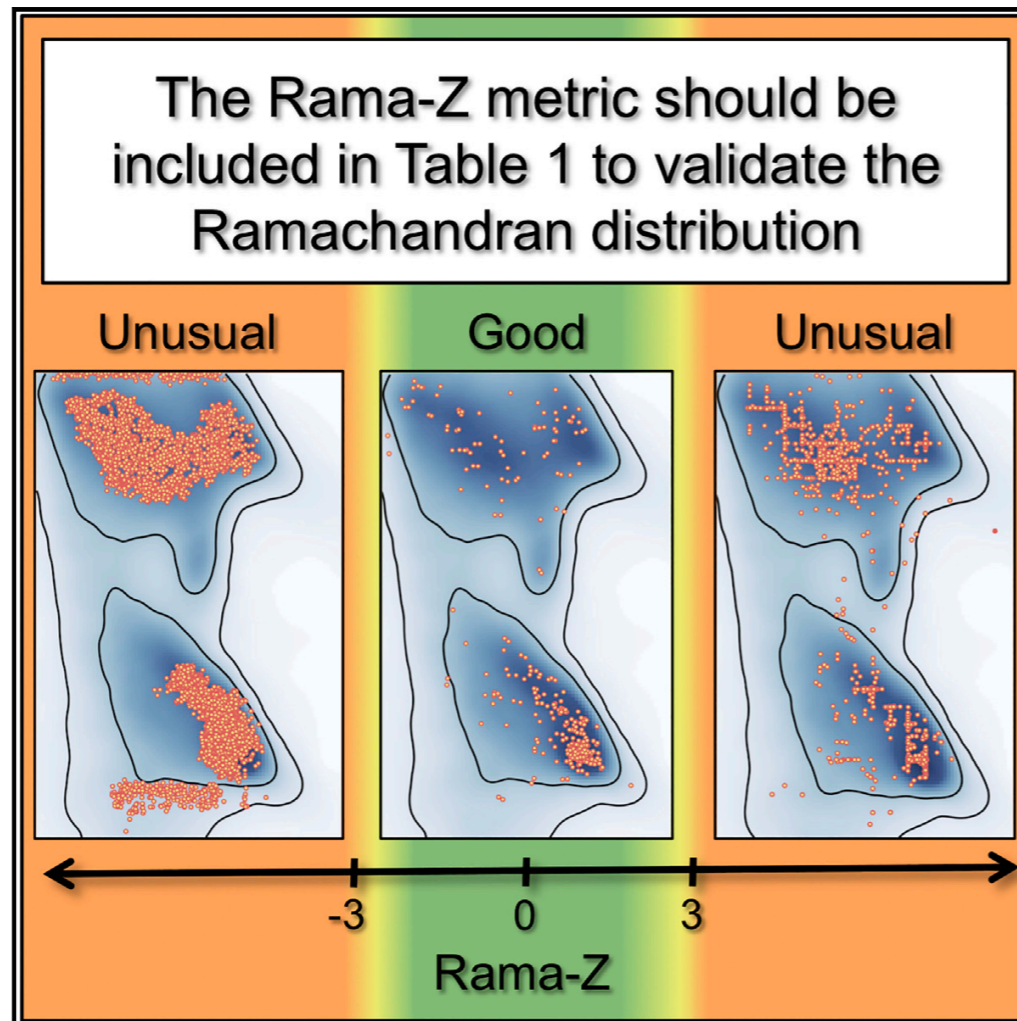 The Rama-Z metric should be
included in Table 1 to validate the
Ramachandran distribution
Unusual
Good
Unusual
-3
0
3
Rama-Z